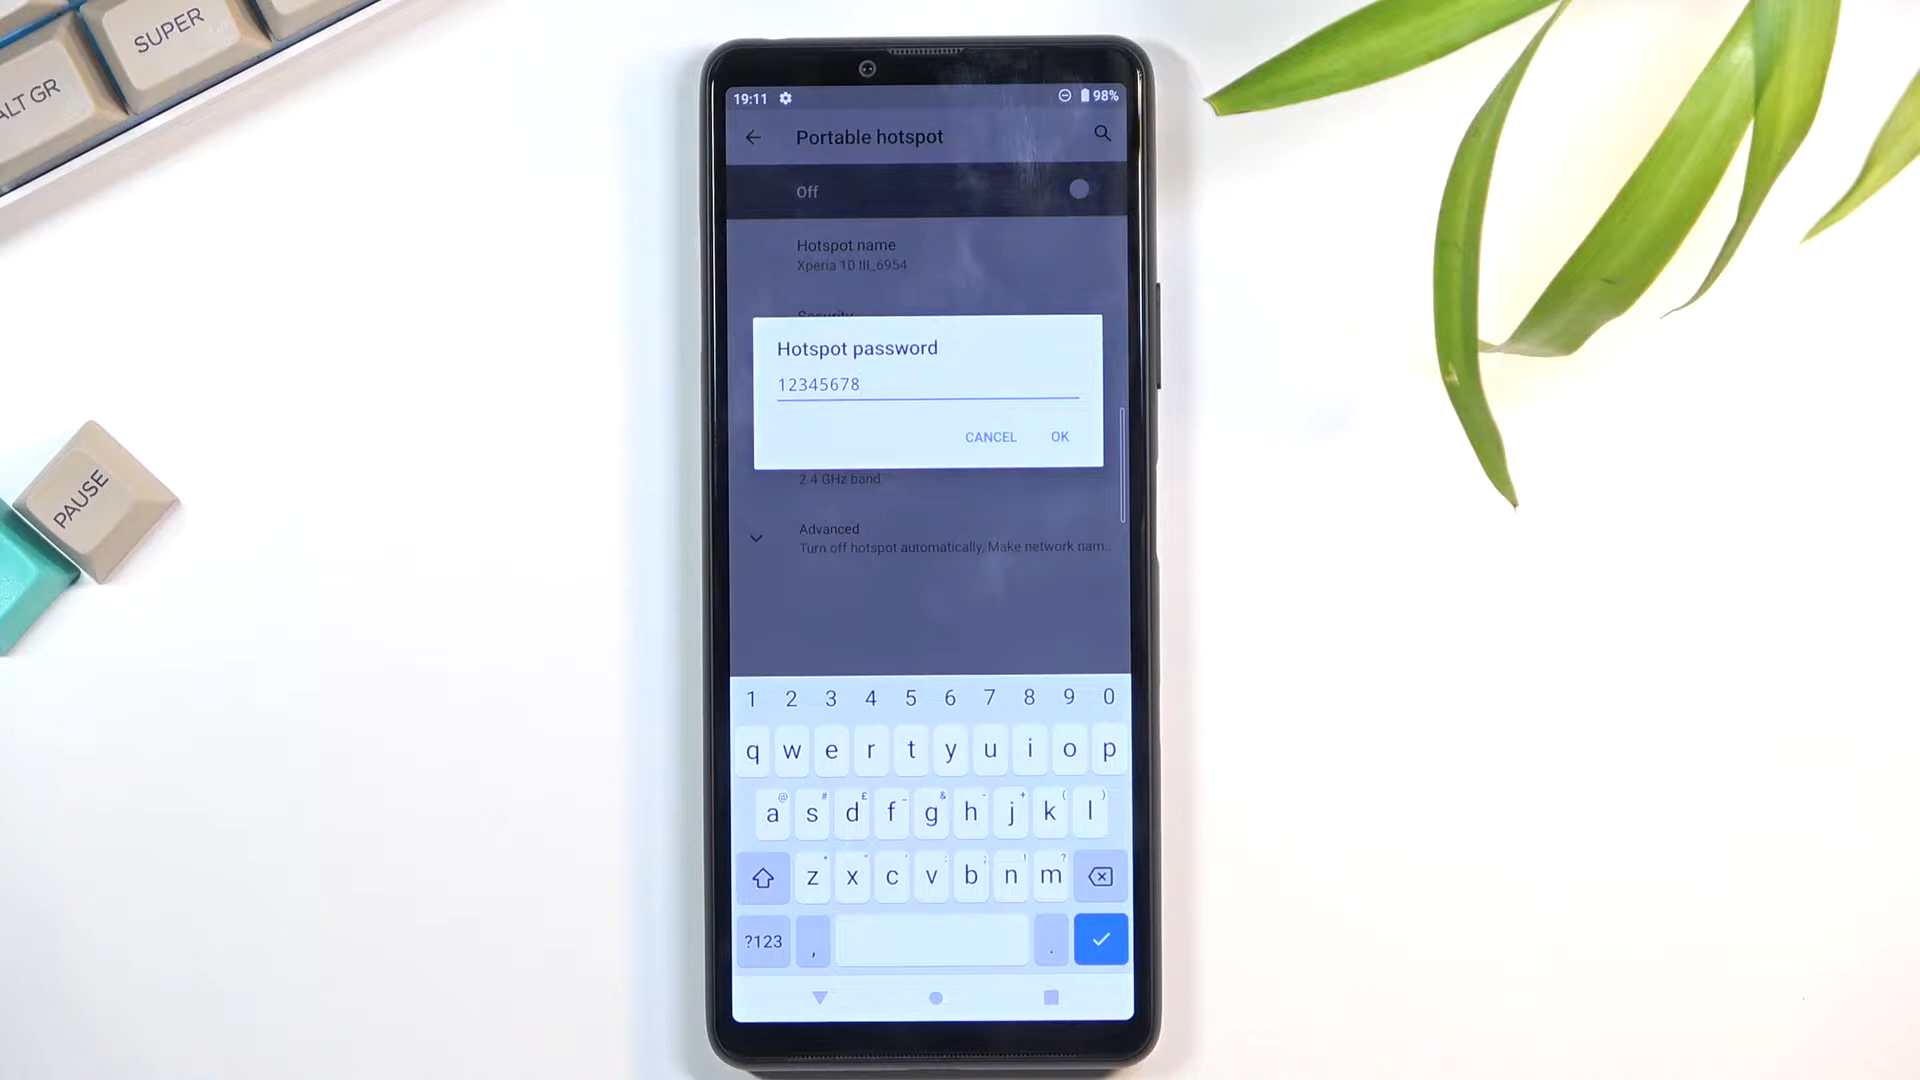 SUPER
ALT GR
PAUSE
19:11 98%
Portable hotspot
Off
Hotspot name
Xperia 10 III_6954
Security
Hotspot password
12345678
CANCEL OK
2.4 GHz band
Advanced
Turn off hotspot automatically, Make network nam...
1 2 3 4 5 6 7 8 9 0
q w e r t y u i o p
@ # £ _ & - + ( )
a s d f g h j k l
* " ' : ; ! ?
z x c v b n m
?123 , .